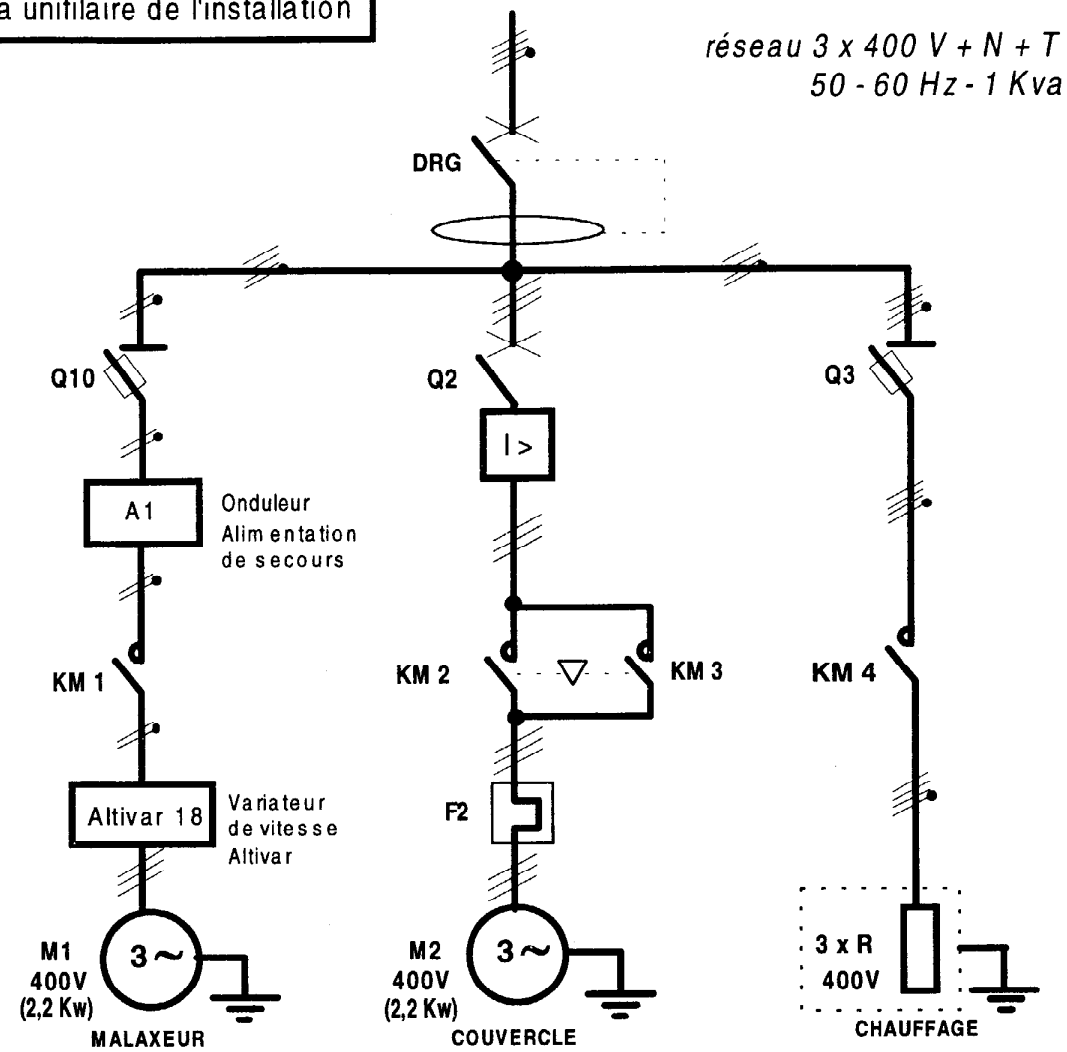 a unifilaire de l'installation
réseau 3 x 400 V + N + T
50 - 60 Hz - 1 Kva
DRG
Q10
Q2
Q3
I >
A1
Onduleur
Alimentation
de secours
KM 1
KM 2
KM 3
KM 4
Altivar 18
Variateur
de vitesse
Altivar
F2
M1
400V
(2,2 Kw)
3 ~
MALAXEUR
M2
400V
(2,2 Kw)
3 ~
COUVERCLE
3 x R
400V
CHAUFFAGE